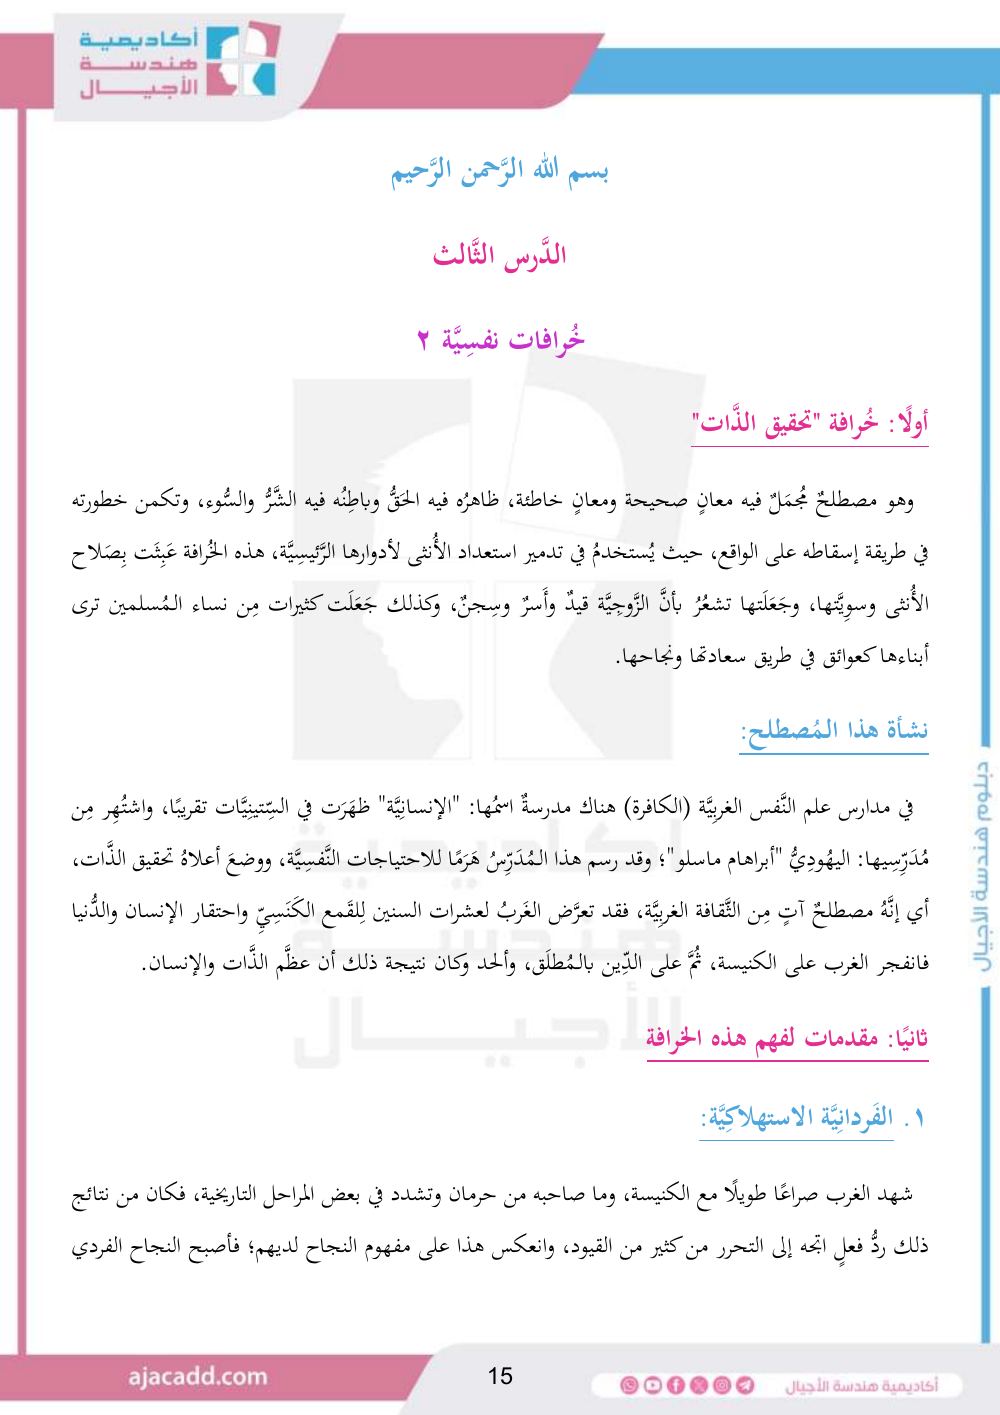 أكاديمية
هندسة
الأجيال
بسم الله الرَّحمن الرَّحيم
الدَّرس الثَّالث
خُرافات نفسِيَّة ٢
أولًا: خُرافة "تحقيق الذَّات"
وهو مصطلحٌ مُجمَلٌ فيه معانٍ صحيحة ومعانٍ خاطئة، ظاهرُه فيه الحَقُّ وباطِنُه فيه الشَّرُّ والسُّوء، وتكمن خطورته
في طريقة إسقاطه على الواقع، حيث يُستخدمُ في تدمير استعداد الأُنثى لأدوارها الرَّئيسِيَّة، هذه الخُرافة عَبِثَت بِصَلاح
الأُنثى وسويَّتها، وجَعَلَتها تشعُرُ بأنَّ الزَّوجِيَّة قيدٌ وأَسرٌ وسِجنٌ، وكذلك جَعَلَت كثيرات مِن نساء المُسلمين ترى
أبناءها كعوائق في طريق سعادتها ونجاحها.
نشأة هذا المُصطلح:
في مدارس علم النَّفس الغربِيَّة (الكافرة) هناك مدرسةٌ اسمُها: "الإنسانِيَّة" ظهَرَت في السِّتينِيَّات تقريبًا، واشتُهِر مِن
مُدَرِّسِيها: اليهُودِيُّ "أبراهام ماسلو"؛ وقد رسم هذا المُدَرِّسُ هَرَمًا للاحتياجات النَّفسِيَّة، ووضعَ أعلاهُ تحقيق الذَّات،
أي إنَّهُ مصطلحٌ آتٍ مِن الثَّقافة الغربِيَّة، فقد تعرَّض الغَربُ لعشرات السنين لِلقَمع الكَنَسِيّ واحتقار الإنسان والدُّنيا
فانفجر الغرب على الكنيسة، ثُمَّ على الدِّين بالمُطلَق، وألحد وكان نتيجة ذلك أن عظَّم الذَّات والإنسان.
ثانيًا: مقدمات لفهم هذه الخرافة
١. الفَردانِيَّة الاستهلاكِيَّة:
شهد الغرب صراعًا طويلًا مع الكنيسة، وما صاحبه من حرمان وتشدد في بعض المراحل التاريخية، فكان من نتائج
ذلك ردُّ فعلٍ اتجه إلى التحرر من كثير من القيود، وانعكس هذا على مفهوم النجاح لديهم؛ فأصبح النجاح الفردي
دبلوم هندسة الأجيال
أكاديمية
هندسة
الأجيال
ajacadd.com
15
أكاديمية هندسة الأجيال